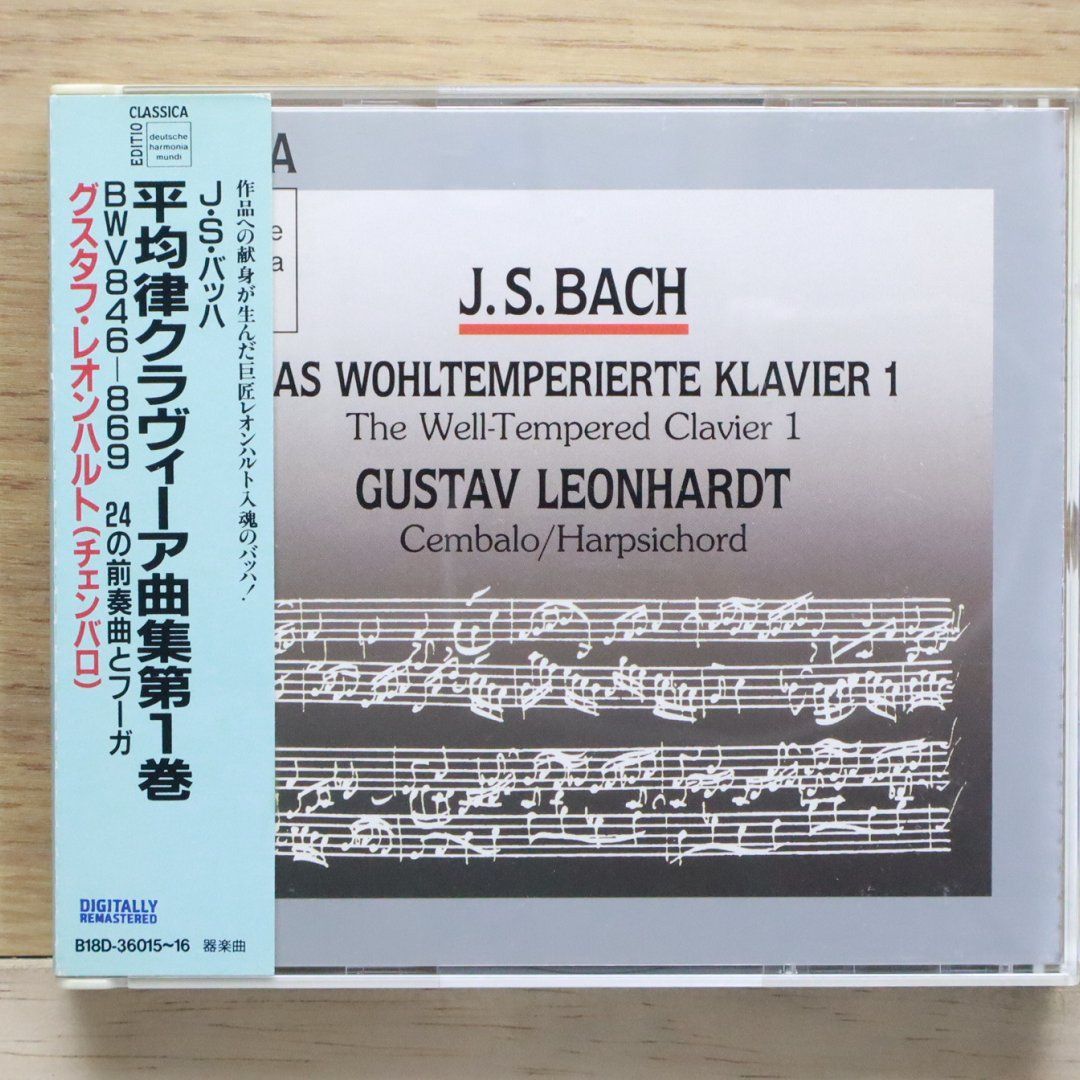 EDITIO CLASSICA
deutsche
harmonia
mundi
作品への献身が生んだ巨匠レオンハルト入魂のバッハ!
J・S・バッハ
平均律クラヴィーア曲集第1巻
BWV846—869 24の前奏曲とフーガ
グスタフ・レオンハルト(チェンバロ)
DIGITALLY
REMASTERED
B18D-36015~16 器楽曲
A
e
a
J.S.BACH
AS WOHLTEMPERIERTE KLAVIER 1
The Well-Tempered Clavier 1
GUSTAV LEONHARDT
Cembalo/Harpsichord